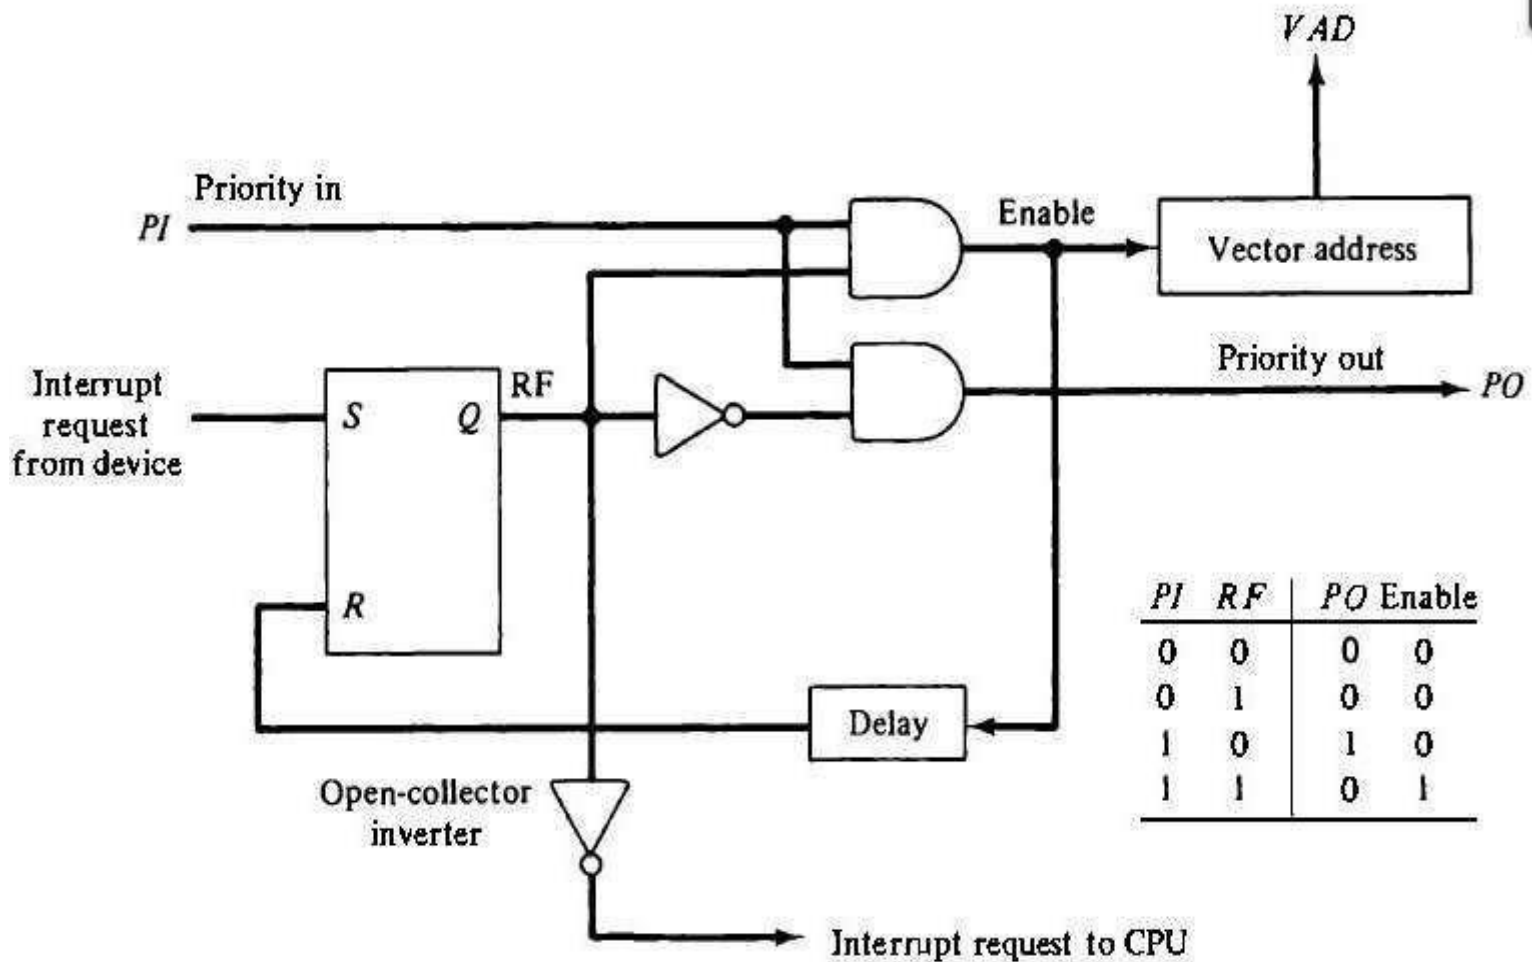 VAD
Priority in
PI
Enable
Vector address
Priority out
PO
Interrupt
request
from device
S
Q
RF
R
Delay
Open-collector
inverter
Interrupt request to CPU
PI RF PO Enable
0 0 0 0
0 1 0 0
1 0 1 0
1 1 0 1